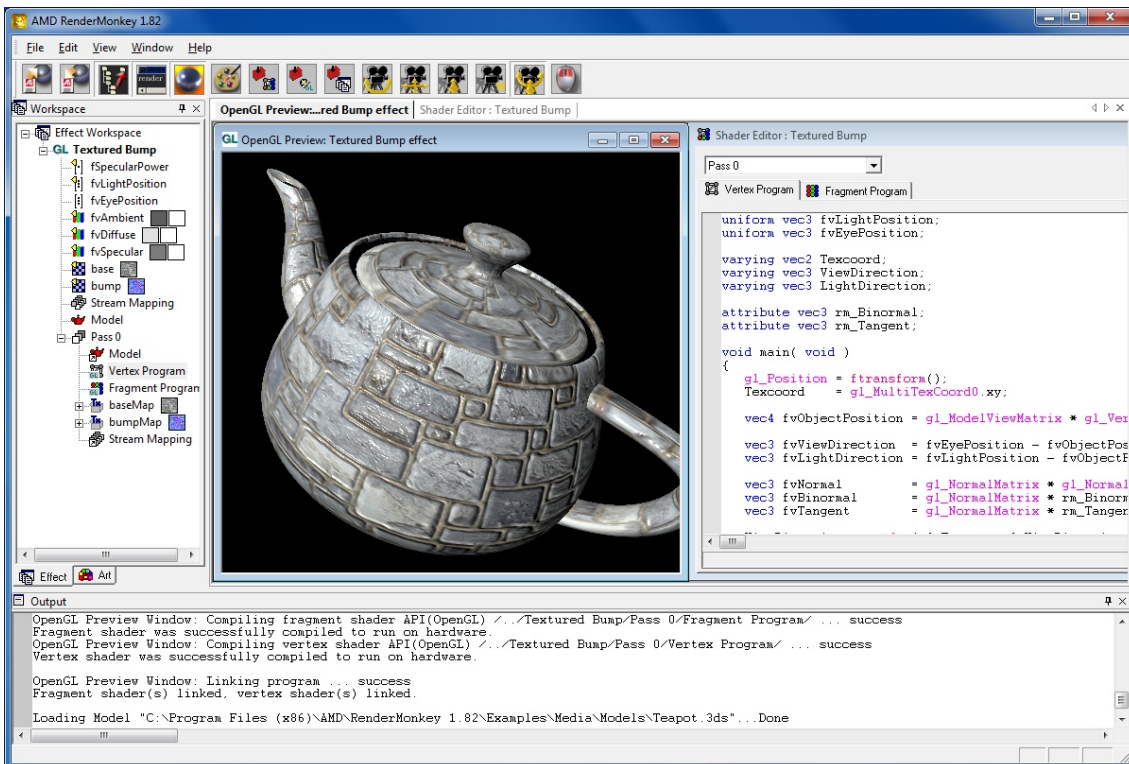 AMD RenderMonkey 1.82
File Edit View Window Help
Workspace
Effect Workspace
GL Textured Bump
fSpecularPower
fvLightPosition
fvEyePosition
fvAmbient
fvDiffuse
fvSpecular
base
bump
Stream Mapping
Model
Pass 0
Model
Vertex Program
Fragment Program
baseMap
bumpMap
Stream Mapping
Effect Art
OpenGL Preview:...red Bump effect Shader Editor : Textured Bump
GL OpenGL Preview: Textured Bump effect
Shader Editor : Textured Bump
Pass 0
Vertex Program Fragment Program
uniform vec3 fvLightPosition;
uniform vec3 fvEyePosition;
varying vec2 Texcoord;
varying vec3 ViewDirection;
varying vec3 LightDirection;
attribute vec3 rm_Binormal;
attribute vec3 rm_Tangent;
void main( void )
{
gl_Position = ftransform();
Texcoord = gl_MultiTexCoord0.xy;
vec4 fvObjectPosition = gl_ModelViewMatrix * gl_Ver
vec3 fvViewDirection = fvEyePosition - fvObjectPos
vec3 fvLightDirection = fvLightPosition - fvObjectP
vec3 fvNormal = gl_NormalMatrix * gl_Normal
vec3 fvBinormal = gl_NormalMatrix * rm_Binorm
vec3 fvTangent = gl_NormalMatrix * rm_Tangen
Output
OpenGL Preview Window: Compiling fragment shader API(OpenGL) /../Textured Bump/Pass 0/Fragment Program/ ... success
Fragment shader was successfully compiled to run on hardware.
OpenGL Preview Window: Compiling vertex shader API(OpenGL) /../Textured Bump/Pass 0/Vertex Program/ ... success
Vertex shader was successfully compiled to run on hardware.
OpenGL Preview Window: Linking program ... success
Fragment shader(s) linked, vertex shader(s) linked.
Loading Model "C:\Program Files (x86)\AMD\RenderMonkey 1.82\Examples\Media\Models\Teapot.3ds"...Done